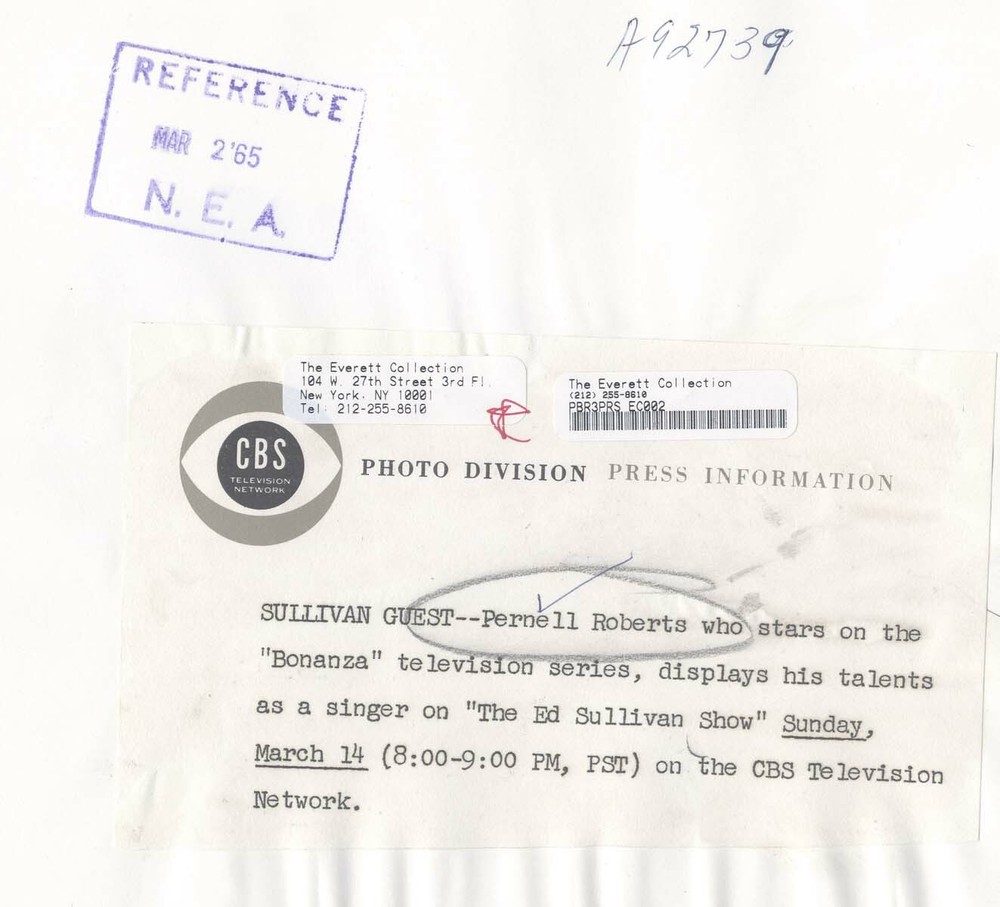 A92739
REFERENCE
MAR 2'65
N. E. A.
The Everett Collection
104 W. 27th Street 3rd Fl.
New York, NY 10001
Tel: 212-255-8610
The Everett Collection
(212) 255-8610
PBR3PRS EC002
CBS
TELEVISION
NETWORK
PHOTO DIVISION PRESS INFORMATION
SULLIVAN GUEST--Pernell Roberts who stars on the
"Bonanza" television series, displays his talents
as a singer on "The Ed Sullivan Show" Sunday,
March 14 (8:00-9:00 PM, PST) on the CBS Television
Network.